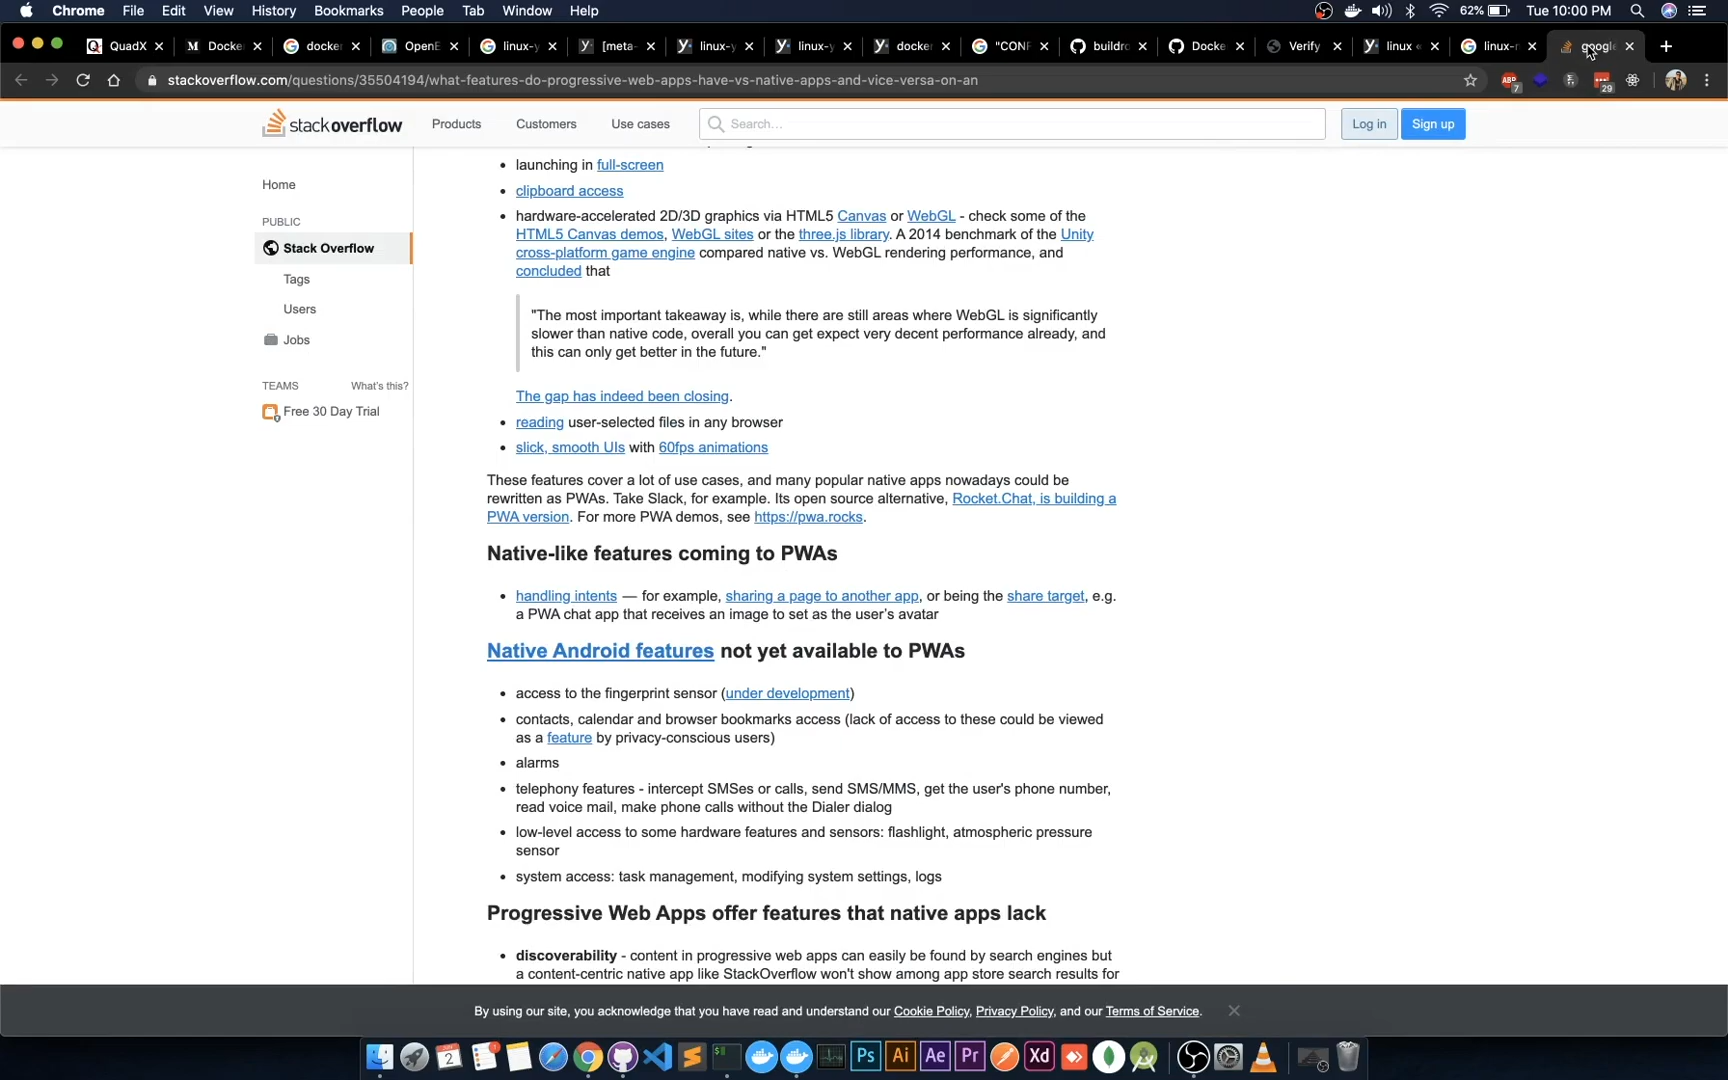 Chrome File Edit View History Bookmarks People Tab Window Help 62% Tue 10:00 PM
QuadX Docke docker OpenE linux-y [meta- linux-y linux-y docker "CONF buildro Docke Verify linux linux-r google
stackoverflow.com/questions/35504194/what-features-do-progressive-web-apps-have-vs-native-apps-and-vice-versa-on-an
ABP 7 29
stackoverflow Products Customers Use cases Search... Log in Sign up
Home
PUBLIC
Stack Overflow
Tags
Users
Jobs
TEAMS What's this?
Free 30 Day Trial
launching in full-screen
clipboard access
hardware-accelerated 2D/3D graphics via HTML5 Canvas or WebGL - check some of the
HTML5 Canvas demos, WebGL sites or the three.js library. A 2014 benchmark of the Unity
cross-platform game engine compared native vs. WebGL rendering performance, and
concluded that
"The most important takeaway is, while there are still areas where WebGL is significantly
slower than native code, overall you can get expect very decent performance already, and
this can only get better in the future."
The gap has indeed been closing.
reading user-selected files in any browser
slick, smooth UIs with 60fps animations
These features cover a lot of use cases, and many popular native apps nowadays could be
rewritten as PWAs. Take Slack, for example. Its open source alternative, Rocket.Chat, is building a
PWA version. For more PWA demos, see https://pwa.rocks.
Native-like features coming to PWAs
handling intents — for example, sharing a page to another app, or being the share target, e.g.
a PWA chat app that receives an image to set as the user's avatar
Native Android features not yet available to PWAs
access to the fingerprint sensor (under development)
contacts, calendar and browser bookmarks access (lack of access to these could be viewed
as a feature by privacy-conscious users)
alarms
telephony features - intercept SMSes or calls, send SMS/MMS, get the user's phone number,
read voice mail, make phone calls without the Dialer dialog
low-level access to some hardware features and sensors: flashlight, atmospheric pressure
sensor
system access: task management, modifying system settings, logs
Progressive Web Apps offer features that native apps lack
discoverability - content in progressive web apps can easily be found by search engines but
a content-centric native app like StackOverflow won't show among app store search results for
By using our site, you acknowledge that you have read and understand our Cookie Policy, Privacy Policy, and our Terms of Service.
2 1 Ps Ai Ae Pr Xd